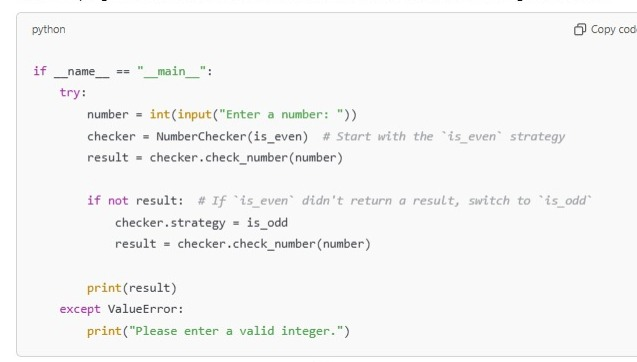 python
Copy code
if __name__ == "__main__":
    try:
        number = int(input("Enter a number: "))
        checker = NumberChecker(is_even)  # Start with the `is_even` strategy
        result = checker.check_number(number)

        if not result:  # If `is_even` didn't return a result, switch to `is_odd`
            checker.strategy = is_odd
            result = checker.check_number(number)

        print(result)
    except ValueError:
        print("Please enter a valid integer.")